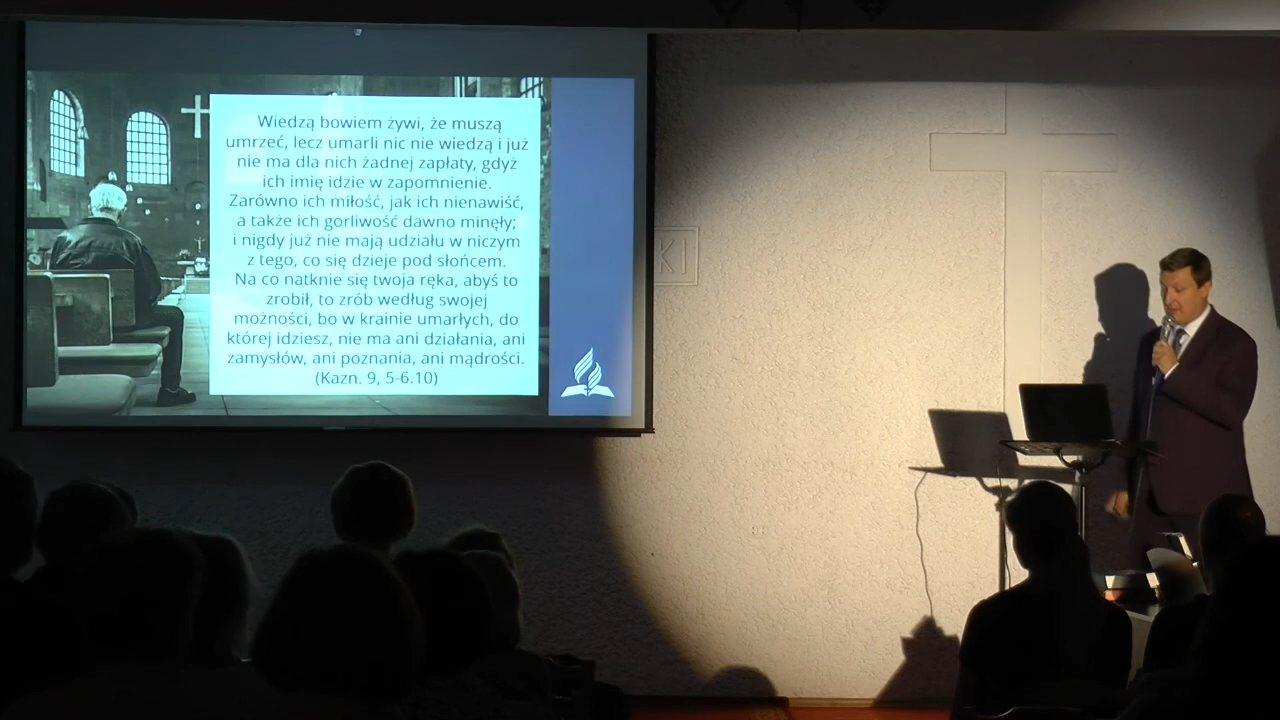 Wiedzą bowiem żywi, że muszą
umrzeć, lecz umarli nic nie wiedzą i już
nie ma dla nich żadnej zapłaty, gdyż
ich imię idzie w zapomnienie.
Zarówno ich miłość, jak ich nienawiść,
a także ich gorliwość dawno minęły;
i nigdy już nie mają udziału w niczym
z tego, co się dzieje pod słońcem.
Na co natknie się twoja ręka, abyś to
zrobił, to zrób według swojej
możności, bo w krainie umarłych, do
której idziesz, nie ma ani działania, ani
zamysłów, ani poznania, ani mądrości.
(Kazn. 9, 5-6.10)
KI